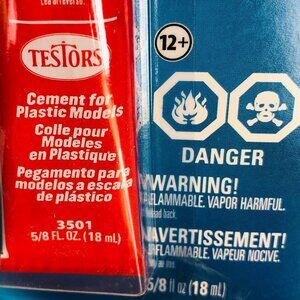 TESTORS
Cement for
Plastic Models
Colle pour
Modeles
en Plastique
Pegamento para
modelos a escala
de plástico
3501
5/8 FL. OZ. (18 mL)
12+
DANGER
WARNING!
FLAMMABLE. VAPOR HARMFUL.
back.
AVERTISSEMENT!
FLAMMABLE. VAPEUR NOCIVE.
5/8 fl oz (18 mL)